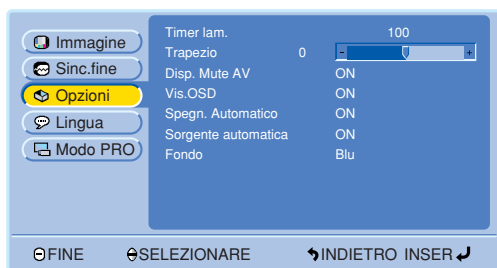 Immagine
Sinc.fine
Opzioni
Lingua
Modo PRO
Timer lam. 100
Trapezio 0 - +
Disp. Mute AV ON
Vis.OSD ON
Spegn. Automatico ON
Sorgente automatica ON
Fondo Blu
FINE SELEZIONARE INDIETRO INSER